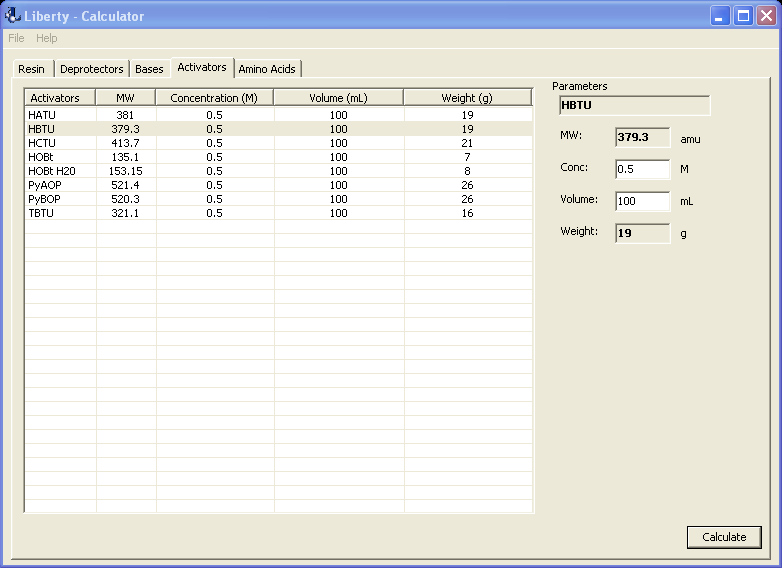 Liberty - Calculator
File Help
Resin Deprotectors Bases Activators Amino Acids
Activators MW Concentration (M) Volume (mL) Weight (g)
HATU 381 0.5 100 19
HBTU 379.3 0.5 100 19
HCTU 413.7 0.5 100 21
HOBt 135.1 0.5 100 7
HOBt H20 153.15 0.5 100 8
PyAOP 521.4 0.5 100 26
PyBOP 520.3 0.5 100 26
TBTU 321.1 0.5 100 16
Parameters
HBTU
MW: 379.3 amu
Conc: 0.5 M
Volume: 100 mL
Weight: 19 g
Calculate